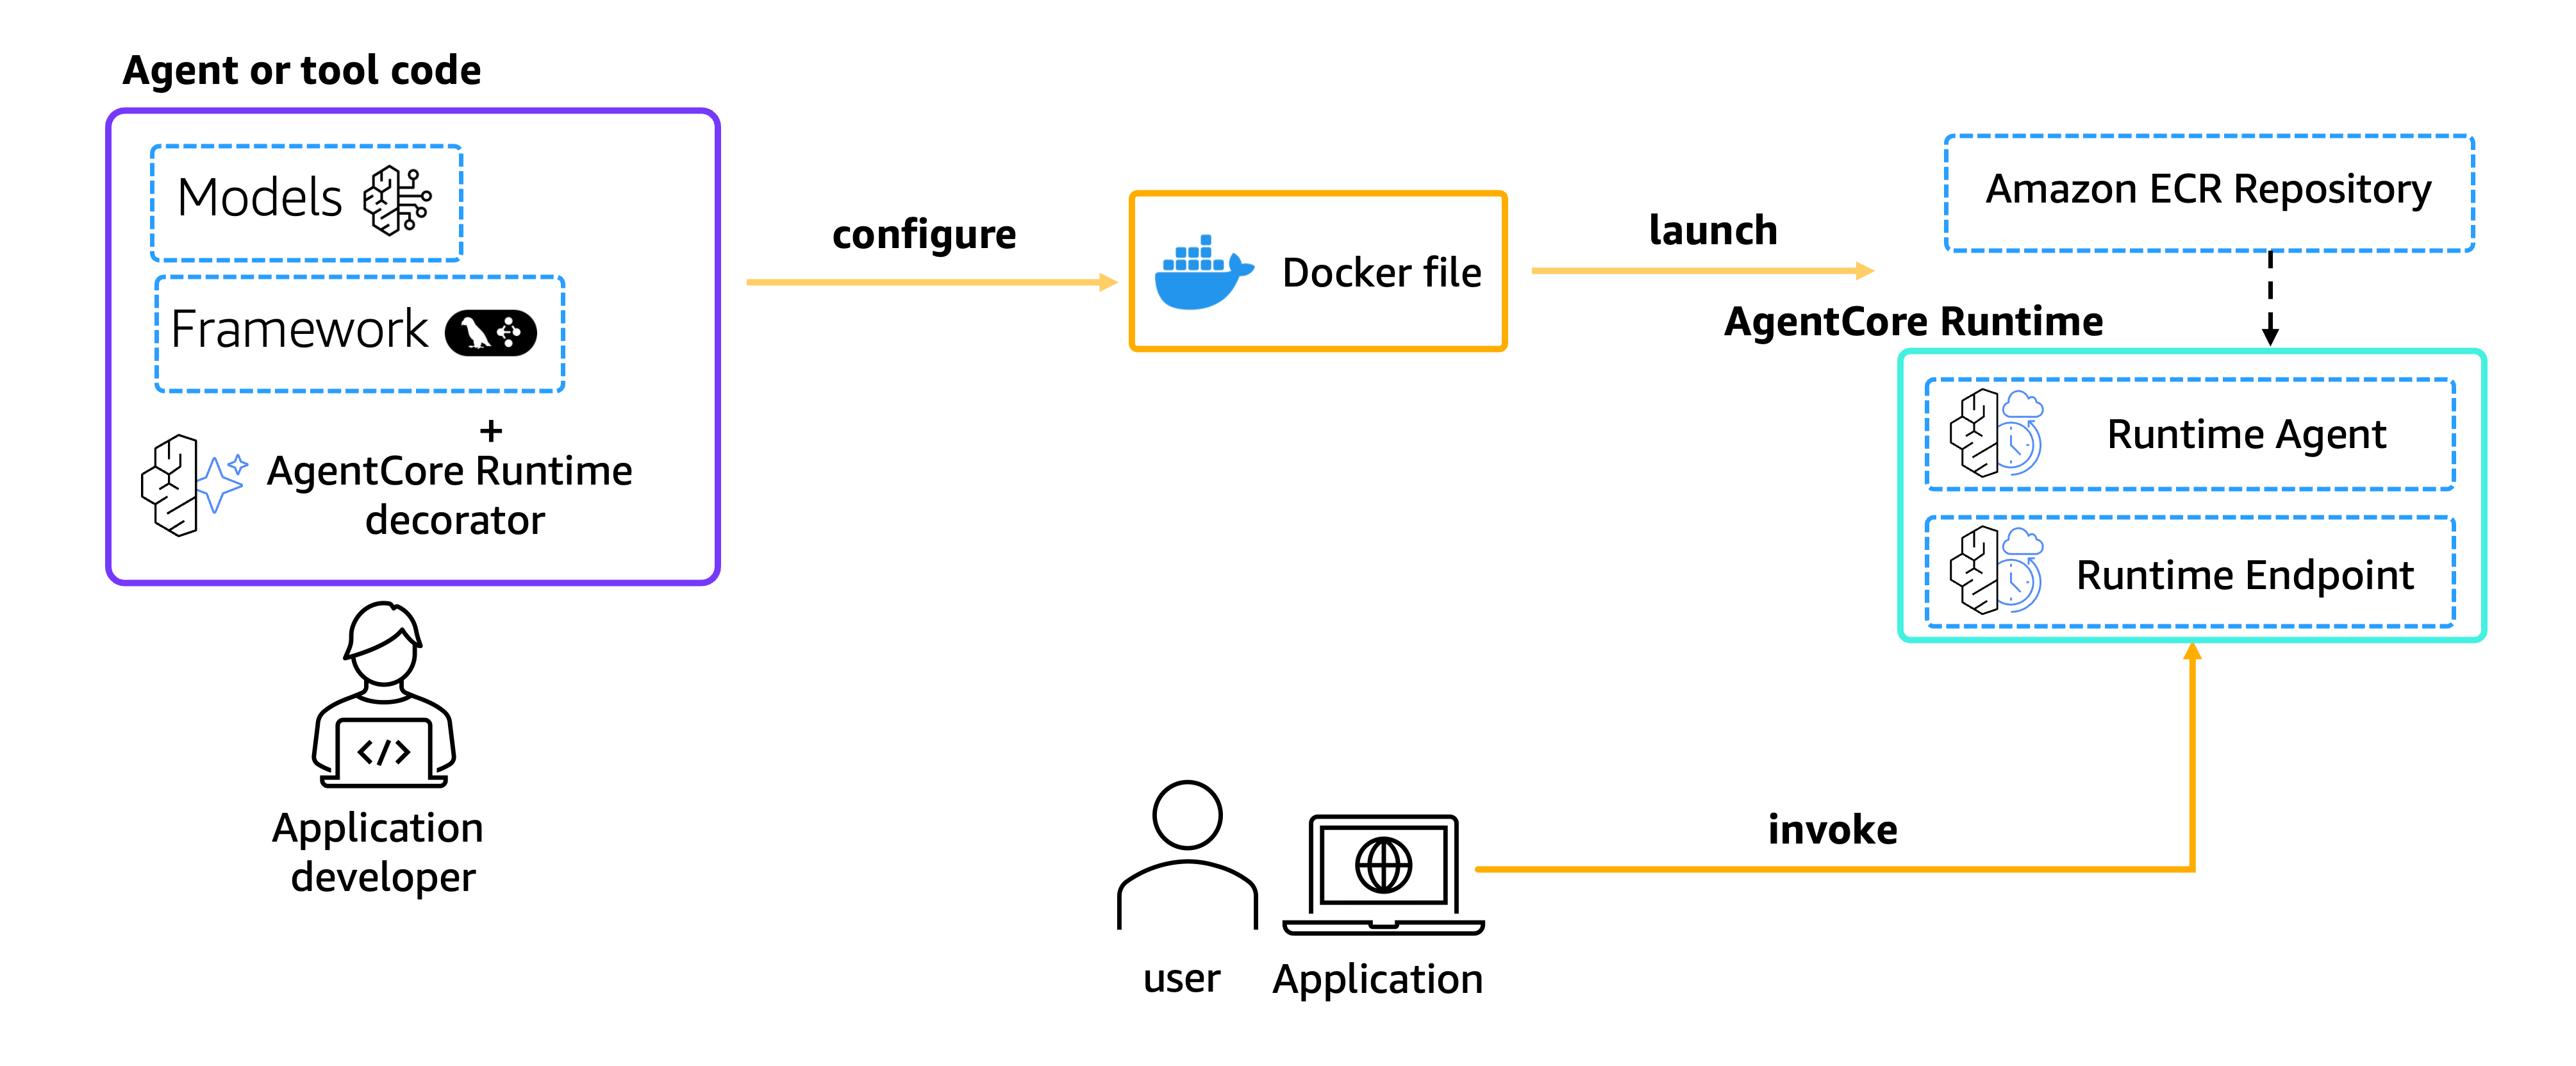 Agent or tool code
Models
Framework
+
AgentCore Runtime
decorator
Application
developer
configure
Docker file
launch
Amazon ECR Repository
AgentCore Runtime
Runtime Agent
Runtime Endpoint
</>
user
Application
invoke